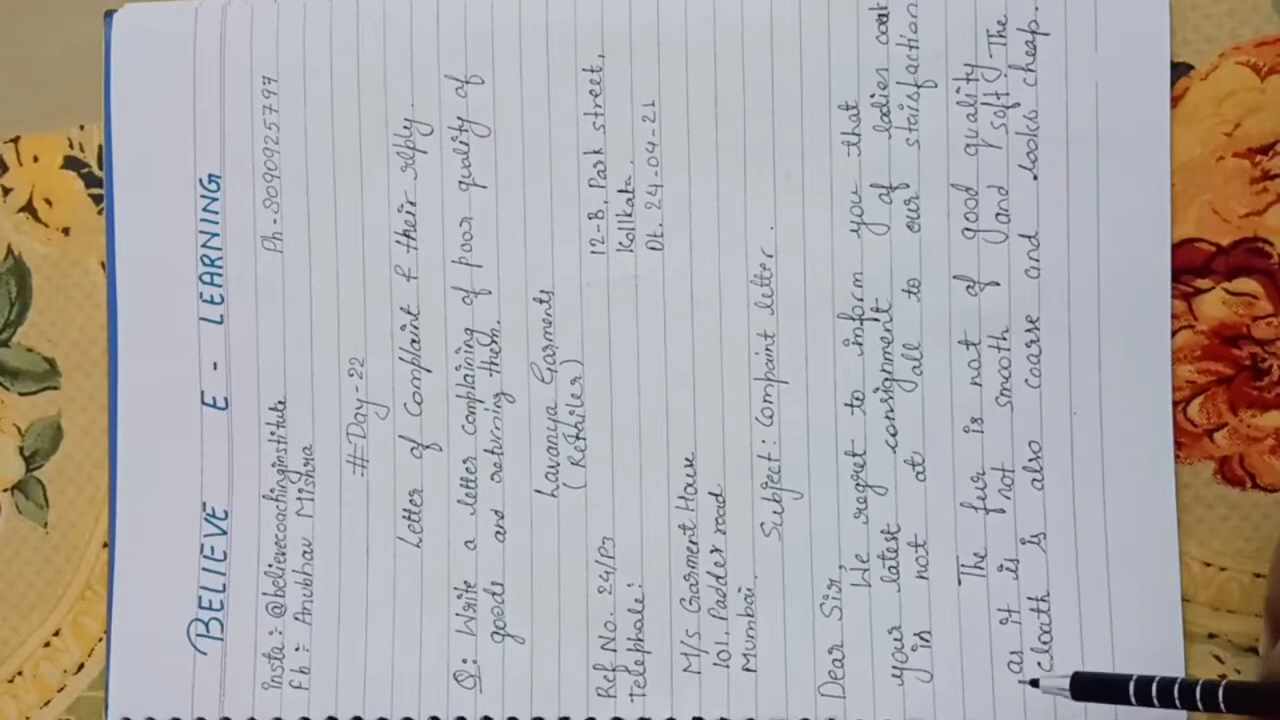 BELIEVE E - LEARNING
Insta:- @believecoachinginstitute Ph-8090925797
Fb:- Anubhav Mishra
#Day-22
Letter of Complaint & their reply.
Q:- Write a letter complaining of poor quality of
goods and returning them.
Lavanya Garments
(Rethiler)
Ref No. 24/P3 12-B, Park street,
Telephale: Kollkata.
Dt. 24-04-21
M/s Garment House
101, Padder road
Mumbai.
Subject: Compaint letter.
Dear Sir,
We regret to inform you that
your latest consignment of ladies coat
is not at all to our staisfaction
The fur is not of good quality
as it is not smooth and soft. The
cloath is also coarse and looks cheap.